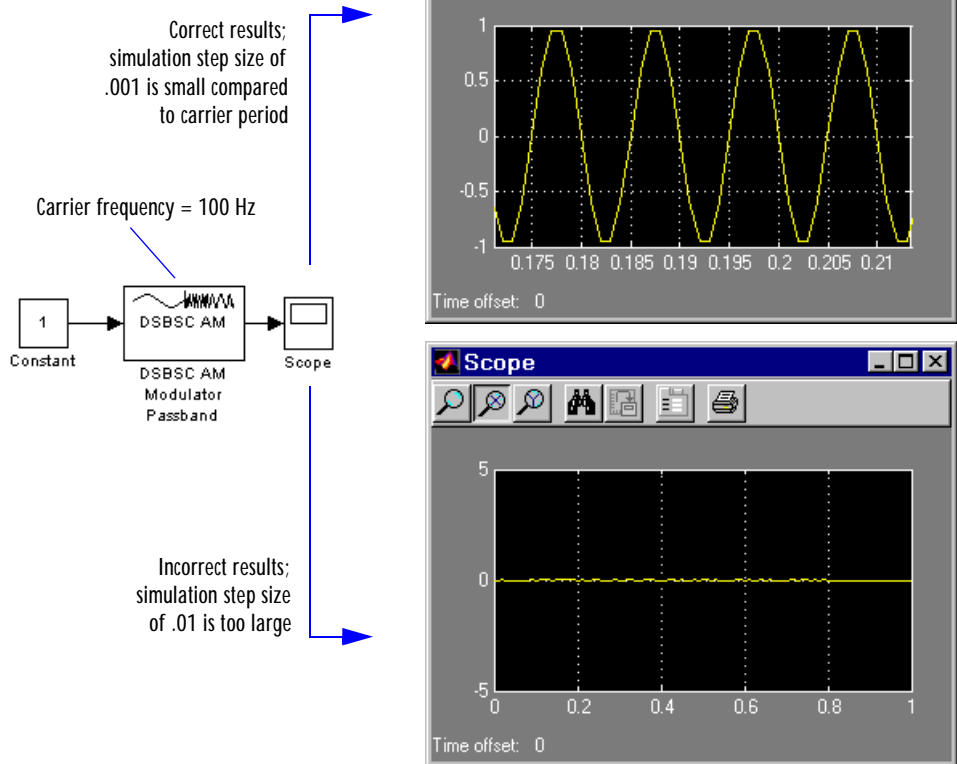 Correct results;
simulation step size of
.001 is small compared
to carrier period
Carrier frequency = 100 Hz
1
Constant
DSBSC AM
DSBSC AM
Modulator
Passband
Scope
Incorrect results;
simulation step size
of .01 is too large
1
0.5
0
-0.5
-1
0.175 0.18 0.185 0.19 0.195 0.2 0.205 0.21
Time offset: 0
Scope
5
0
-5
0 0.2 0.4 0.6 0.8 1
Time offset: 0